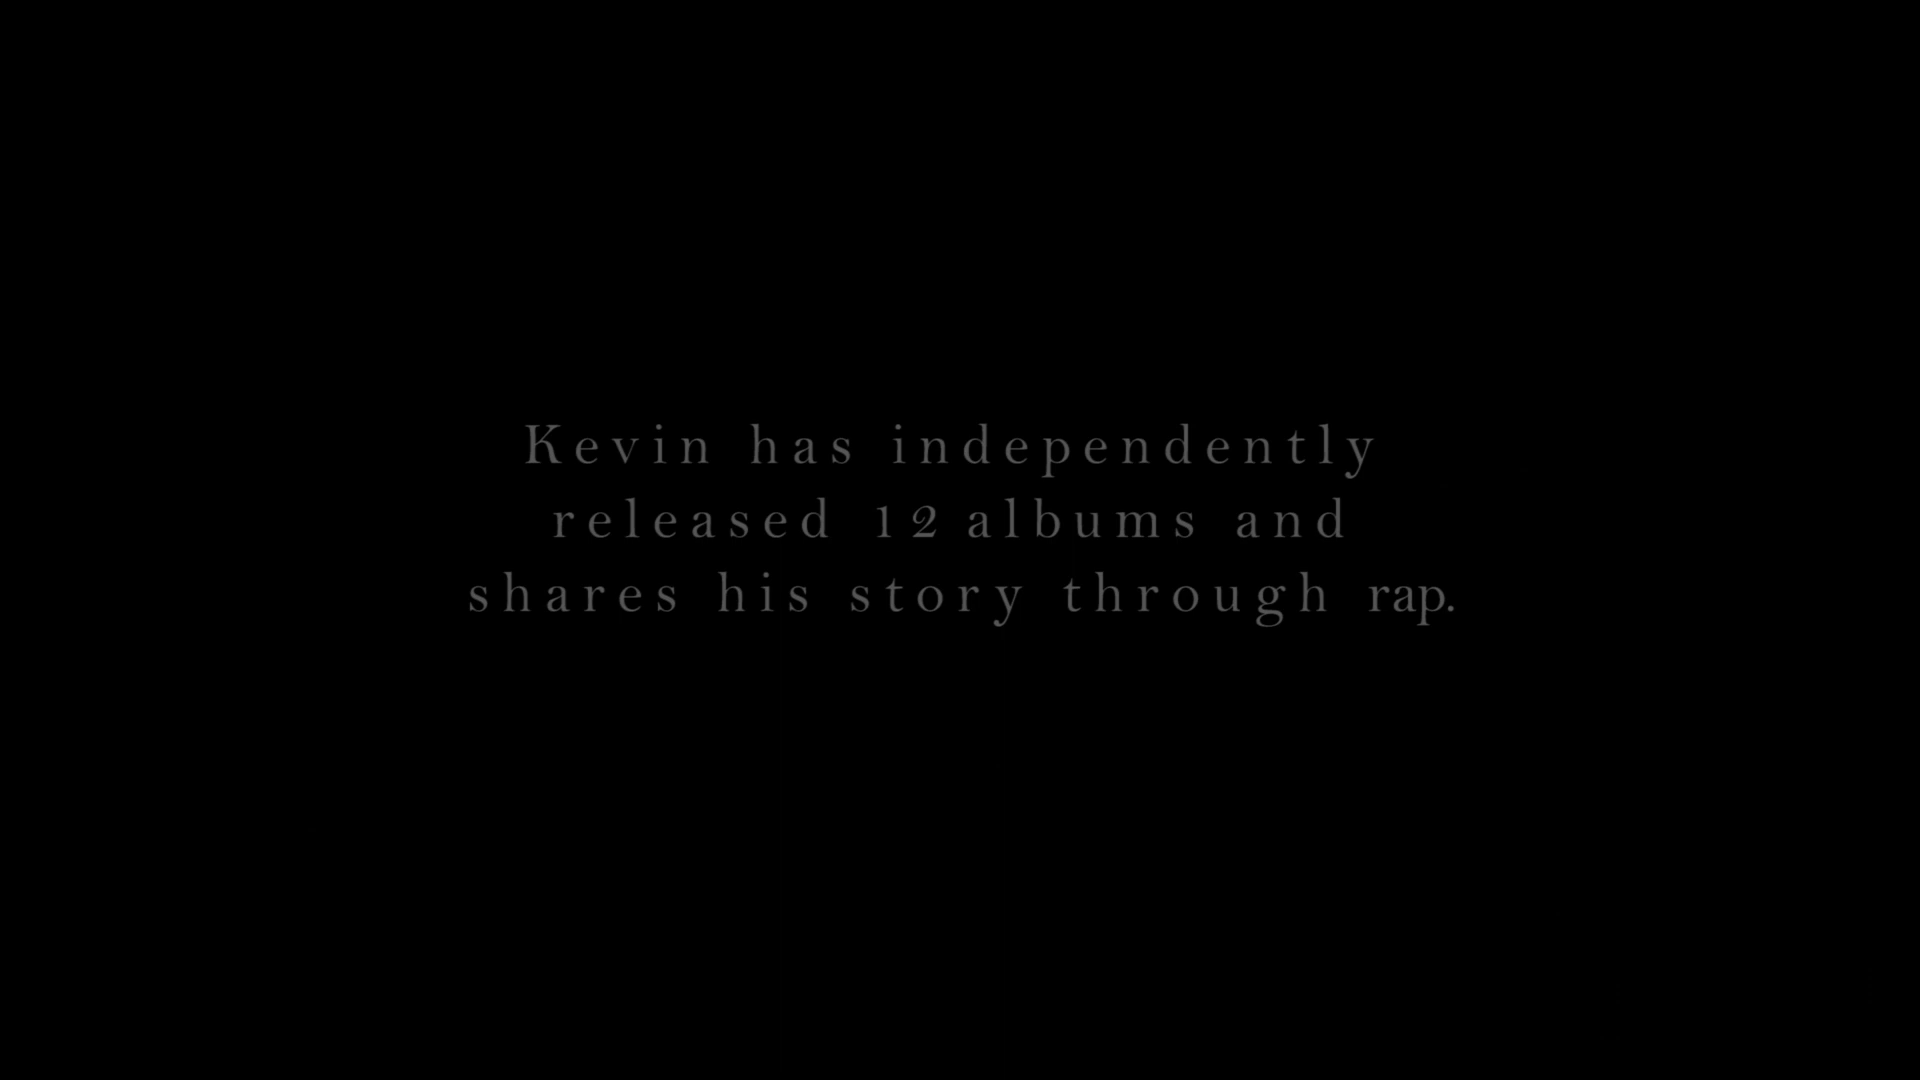 Kevin has independently
released 12 albums and
shares his story through rap.